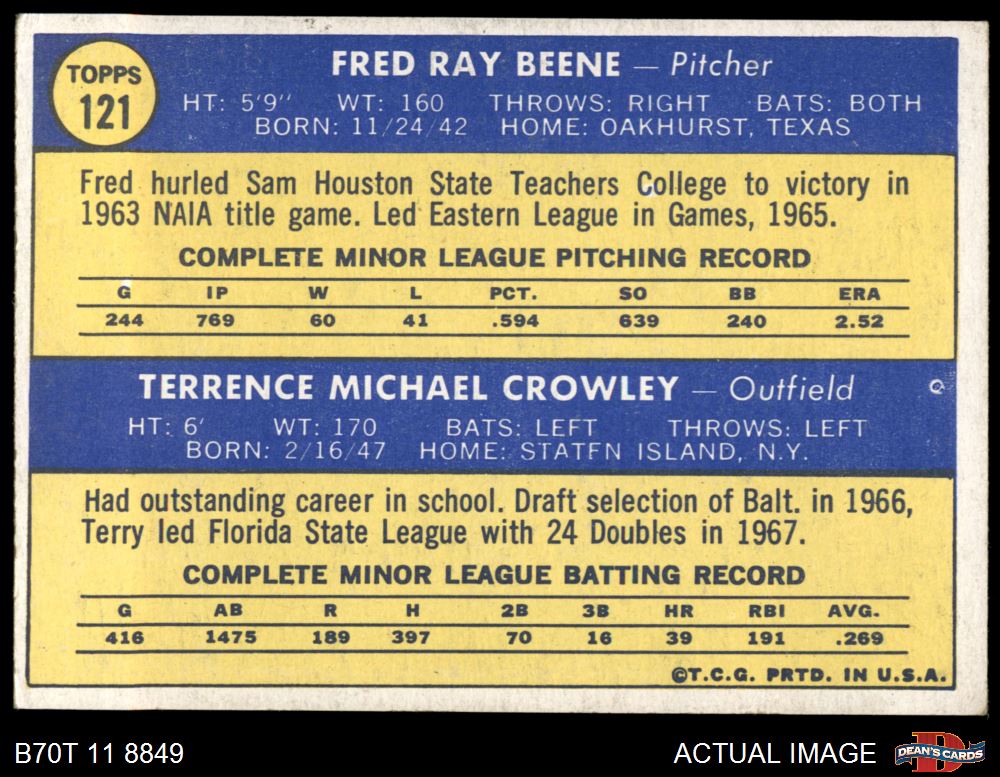 TOPPS
121
FRED RAY BEENE — Pitcher
HT: 5'9" WT: 160 THROWS: RIGHT BATS: BOTH
BORN: 11/24/42 HOME: OAKHURST, TEXAS
Fred hurled Sam Houston State Teachers College to victory in
1963 NAIA title game. Led Eastern League in Games, 1965.
COMPLETE MINOR LEAGUE PITCHING RECORD
G IP W L PCT. SO BB ERA
244 769 60 41 .594 639 240 2.52
TERRENCE MICHAEL CROWLEY — Outfield
HT: 6' WT: 170 BATS: LEFT THROWS: LEFT
BORN: 2/16/47 HOME: STATEN ISLAND, N.Y.
Had outstanding career in school. Draft selection of Balt. in 1966,
Terry led Florida State League with 24 Doubles in 1967.
COMPLETE MINOR LEAGUE BATTING RECORD
G AB R H 2B 3B HR RBI AVG.
416 1475 189 397 70 16 39 191 .269
©T.C.G. PRTD. IN U.S.A.
B70T 11 8849 ACTUAL IMAGE DEAN'S CARDS